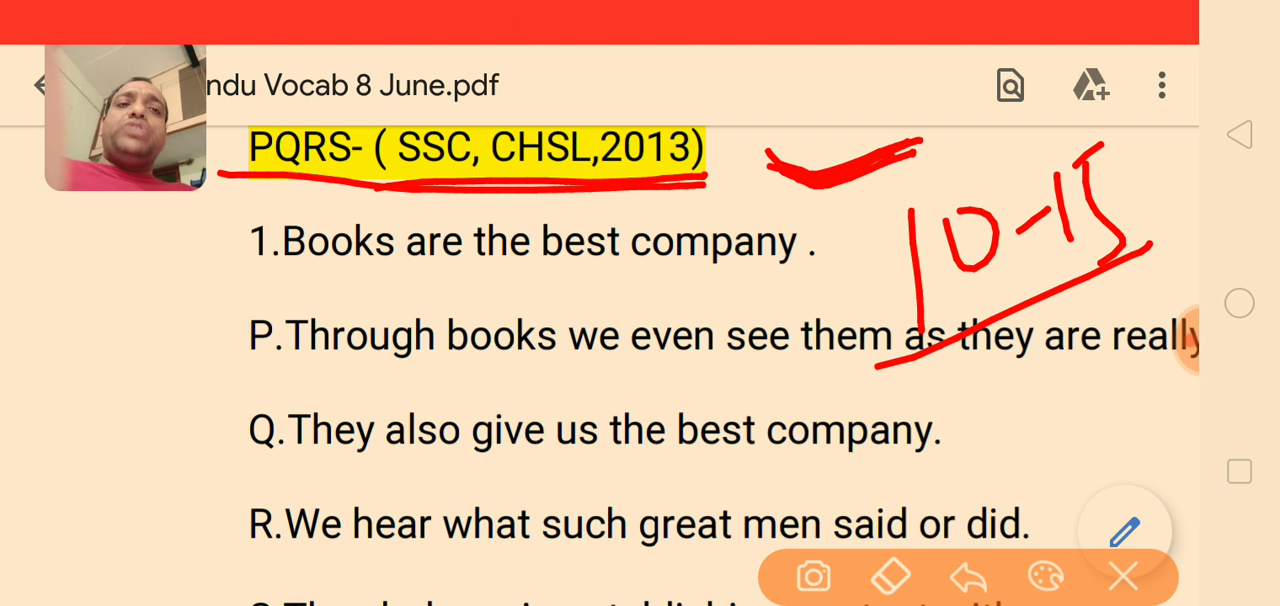 ndu Vocab 8 June.pdf
PQRS- ( SSC, CHSL,2013)
10-15
1.Books are the best company .
P.Through books we even see them as they are really
Q.They also give us the best company.
R.We hear what such great men said or did.